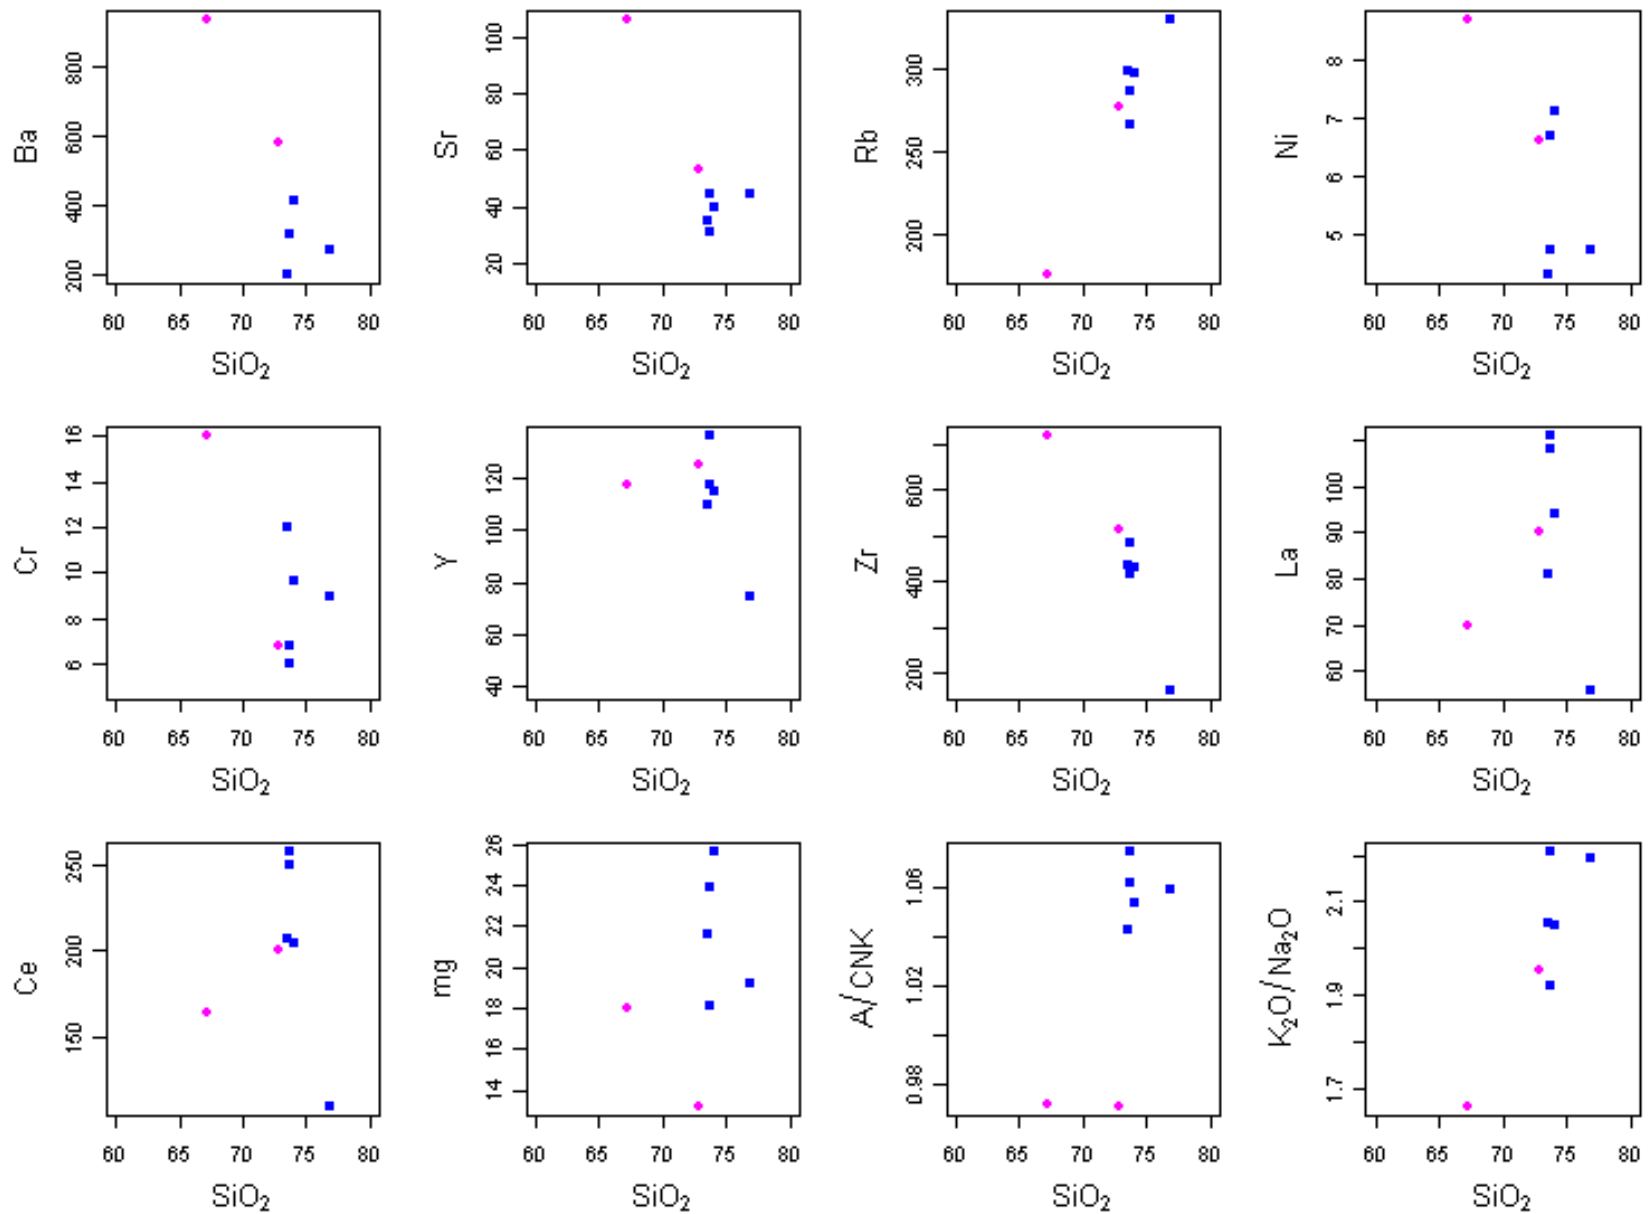 Ba
800
600
400
200
60 65 70 75 80
SiO₂
Sr
100
80
60
40
20
60 65 70 75 80
SiO₂
Rb
300
250
200
60 65 70 75 80
SiO₂
Ni
8
7
6
5
60 65 70 75 80
SiO₂
Cr
16
14
12
10
8
6
60 65 70 75 80
SiO₂
Y
120
100
80
60
40
60 65 70 75 80
SiO₂
Zr
600
400
200
60 65 70 75 80
SiO₂
La
100
90
80
70
60
60 65 70 75 80
SiO₂
Ce
250
200
150
60 65 70 75 80
SiO₂
mg
26
24
22
20
18
16
14
60 65 70 75 80
SiO₂
A/CNK
1.06
1.02
0.98
60 65 70 75 80
SiO₂
K₂O/Na₂O
2.1
1.9
1.7
60 65 70 75 80
SiO₂